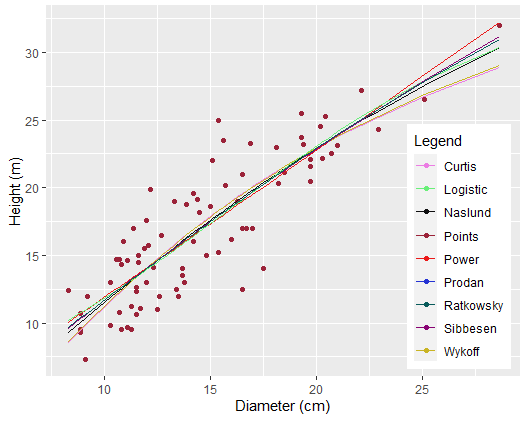 30
25
20
15
10
Height (m)
10
15
20
25
Diameter (cm)
Legend
Curtis
Logistic
Naslund
Points
Power
Prodan
Ratkowsky
Sibbesen
Wykoff